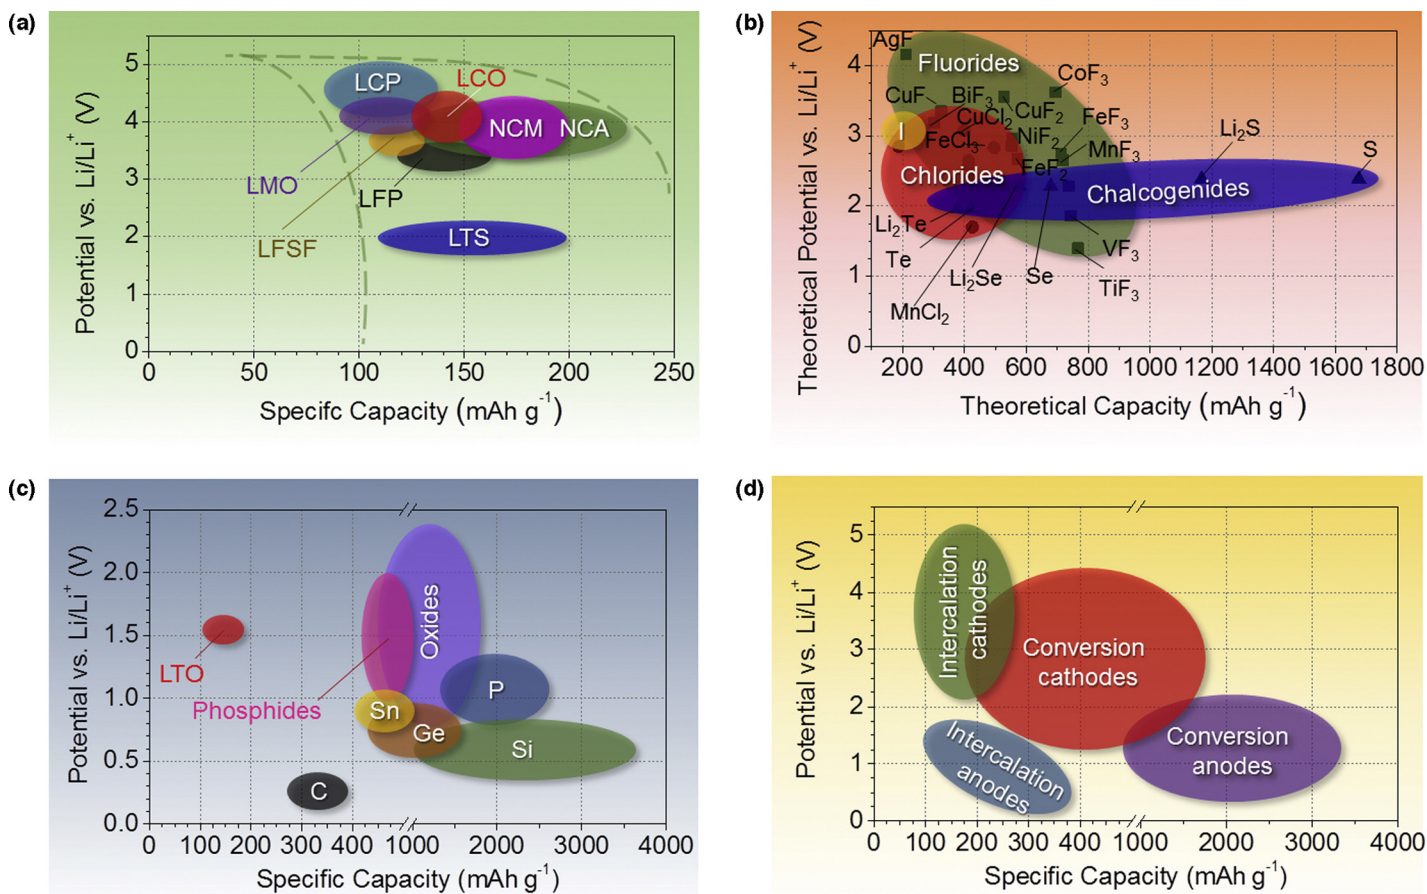 (a)
Potential vs. Li/Li⁺ (V)
5
4
3
2
1
0
LCP
LCO
NCM
NCA
LMO
LFP
LFSF
LTS
0
50
100
150
200
250
Specifc Capacity (mAh g⁻¹)
(b)
Theoretical Potential vs. Li/Li⁺ (V)
4
3
2
1
0
AgF
Fluorides
CoF₃
CuF
BiF₃
CuF₂
CuCl₂
FeF₃
I
FeCl₃
NiF₂
MnF₃
Li₂S
S
FeF₂
Chlorides
Chalcogenides
Li₂Te
Te
Li₂Se
Se
VF₃
TiF₃
MnCl₂
200
400
600
800
1000
1200
1400
1600
1800
Theoretical Capacity (mAh g⁻¹)
(c)
Potential vs. Li/Li⁺ (V)
2.5
2.0
1.5
1.0
0.5
0.0
Oxides
LTO
Phosphides
P
Sn
Ge
Si
C
0
100
200
300
400
1000
2000
3000
4000
Specific Capacity (mAh g⁻¹)
(d)
Potential vs. Li/Li⁺ (V)
5
4
3
2
1
0
Intercalation
cathodes
Conversion
cathodes
Intercalation
anodes
Conversion
anodes
0
100
200
300
400
1000
2000
3000
4000
Specific Capacity (mAh g⁻¹)